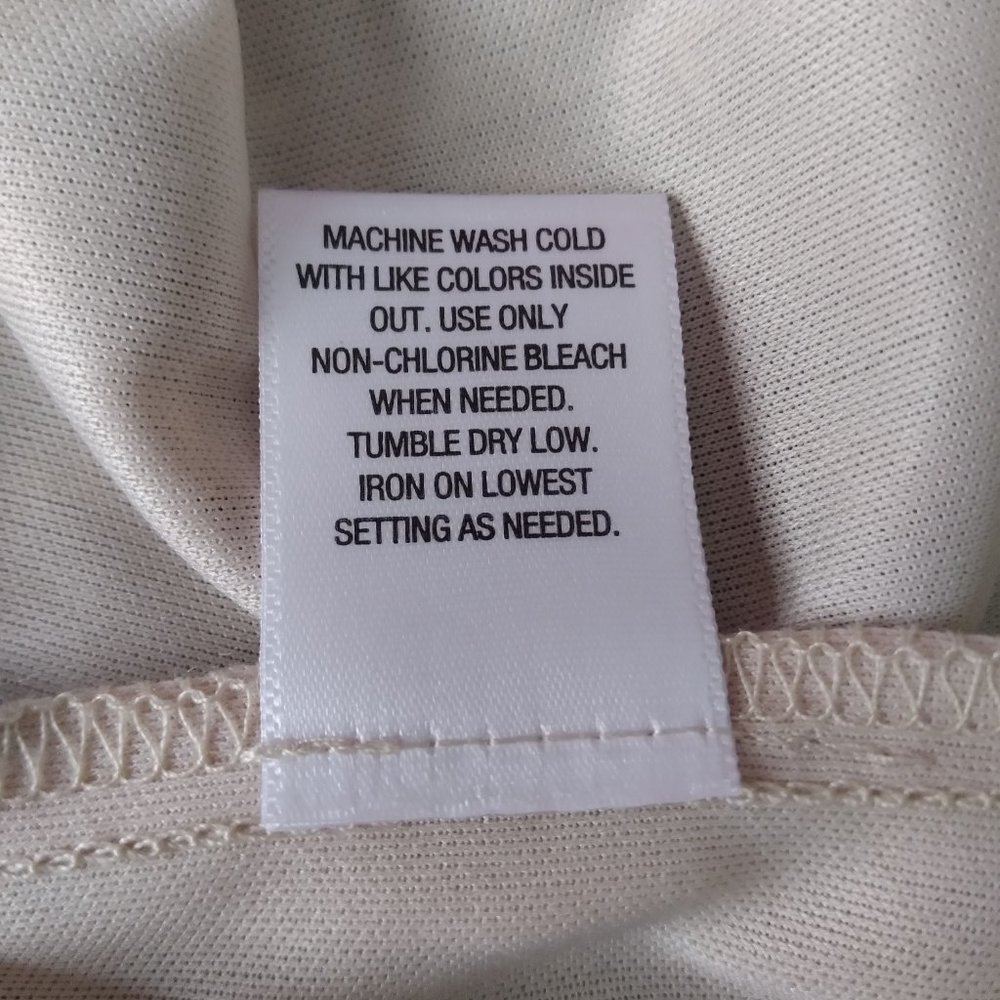 MACHINE WASH COLD
WITH LIKE COLORS INSIDE
OUT. USE ONLY
NON-CHLORINE BLEACH
WHEN NEEDED.
TUMBLE DRY LOW.
IRON ON LOWEST
SETTING AS NEEDED.